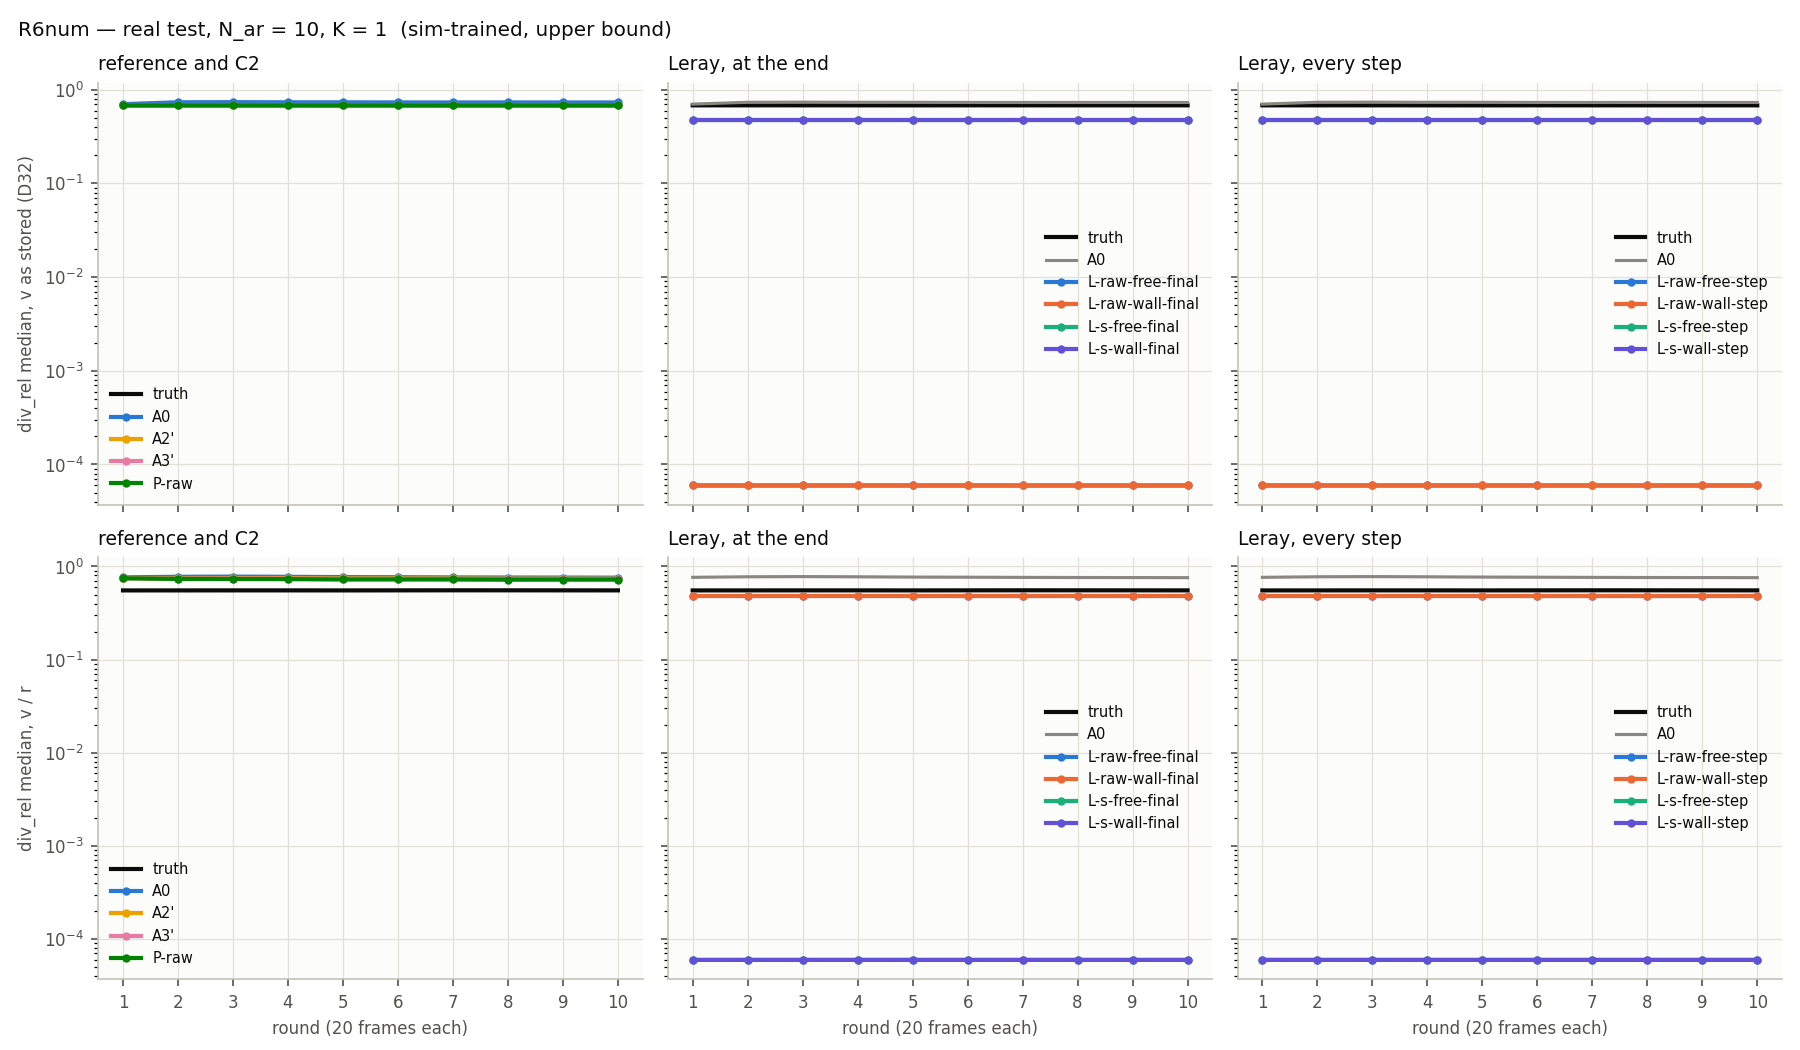 R6num — real test, N_ar = 10, K = 1  (sim-trained, upper bound)
reference and C2
Leray, at the end
Leray, every step
div_rel median, v as stored (D32)
10⁰
10⁻¹
10⁻²
10⁻³
10⁻⁴
truth
A0
A2'
A3'
P-raw
truth
A0
L-raw-free-final
L-raw-wall-final
L-s-free-final
L-s-wall-final
truth
A0
L-raw-free-step
L-raw-wall-step
L-s-free-step
L-s-wall-step
reference and C2
Leray, at the end
Leray, every step
div_rel median, v / r
10⁰
10⁻¹
10⁻²
10⁻³
10⁻⁴
truth
A0
A2'
A3'
P-raw
truth
A0
L-raw-free-final
L-raw-wall-final
L-s-free-final
L-s-wall-final
truth
A0
L-raw-free-step
L-raw-wall-step
L-s-free-step
L-s-wall-step
1 2 3 4 5 6 7 8 9 10
1 2 3 4 5 6 7 8 9 10
1 2 3 4 5 6 7 8 9 10
round (20 frames each)
round (20 frames each)
round (20 frames each)